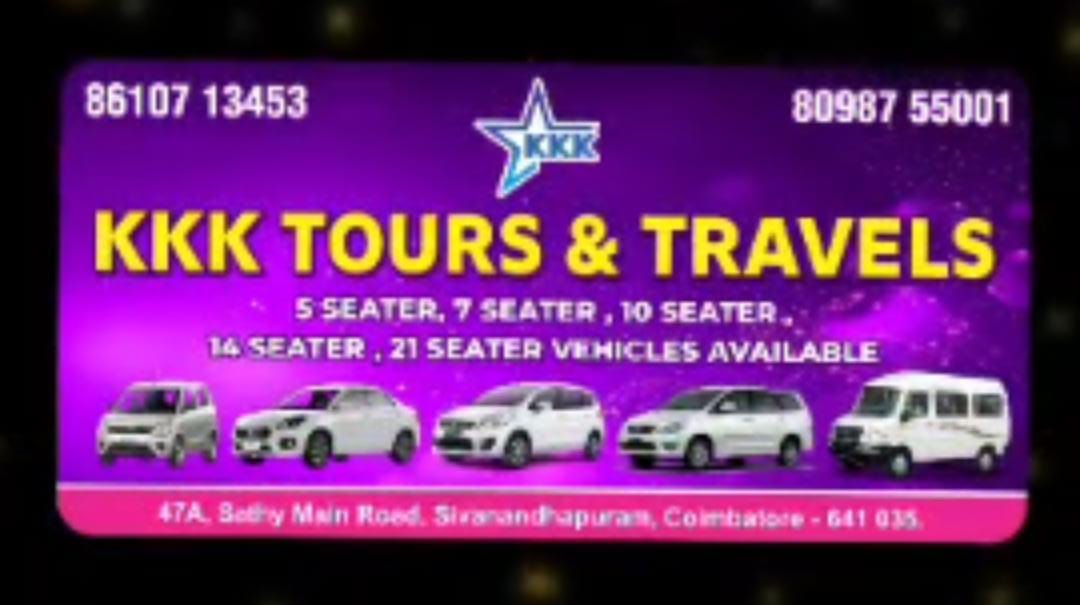 86107 13453
80987 55001
KKK
KKK TOURS & TRAVELS
5 SEATER, 7 SEATER , 10 SEATER ,
14 SEATER , 21 SEATER VEHICLES AVAILABLE
47A, Sathy Main Road, Sivanandhapuram, Coimbatore - 641 035.